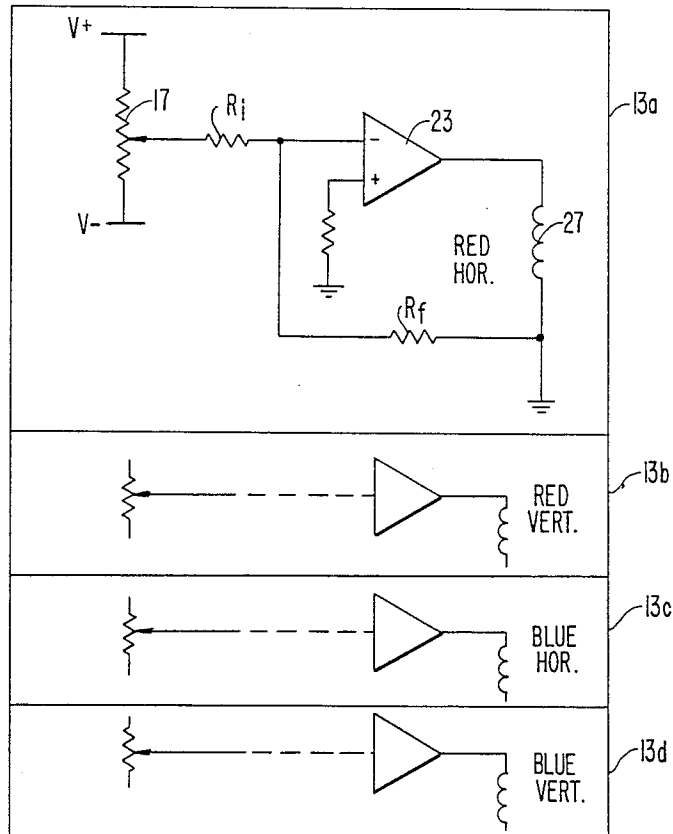 V+
17
Ri
23
13a
-
+
V-
27
RED
HOR.
Rf
13b
RED
VERT.
13c
BLUE
HOR.
13d
BLUE
VERT.